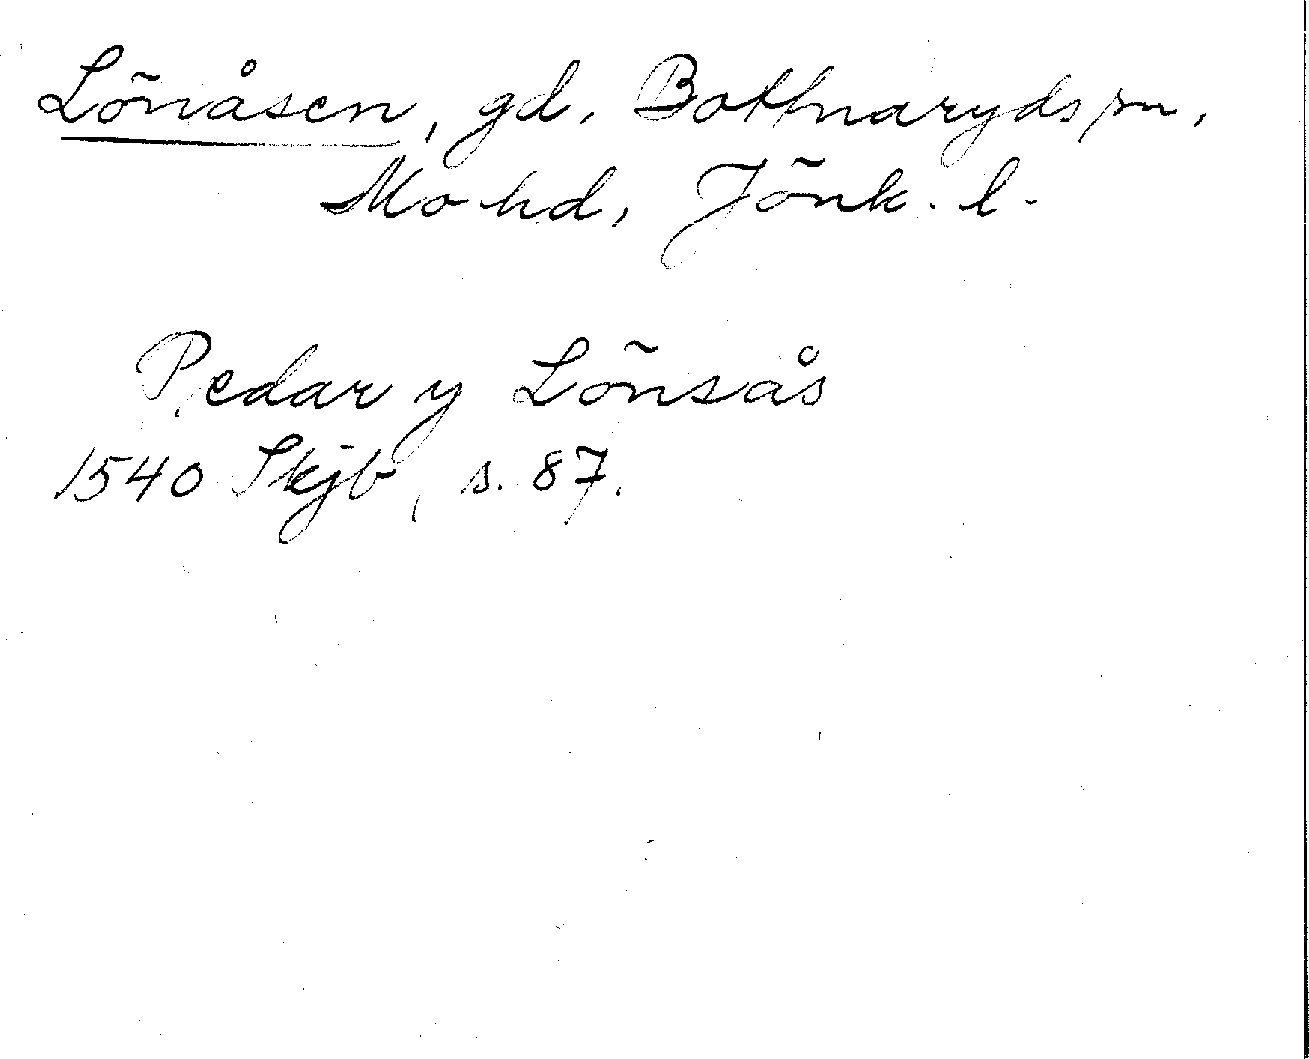 Lönåsen, gd, Bottnaryds sn,
Mo hd, Jönk. l.
Pedar y Lönsås
1540 Skjb, s. 87.